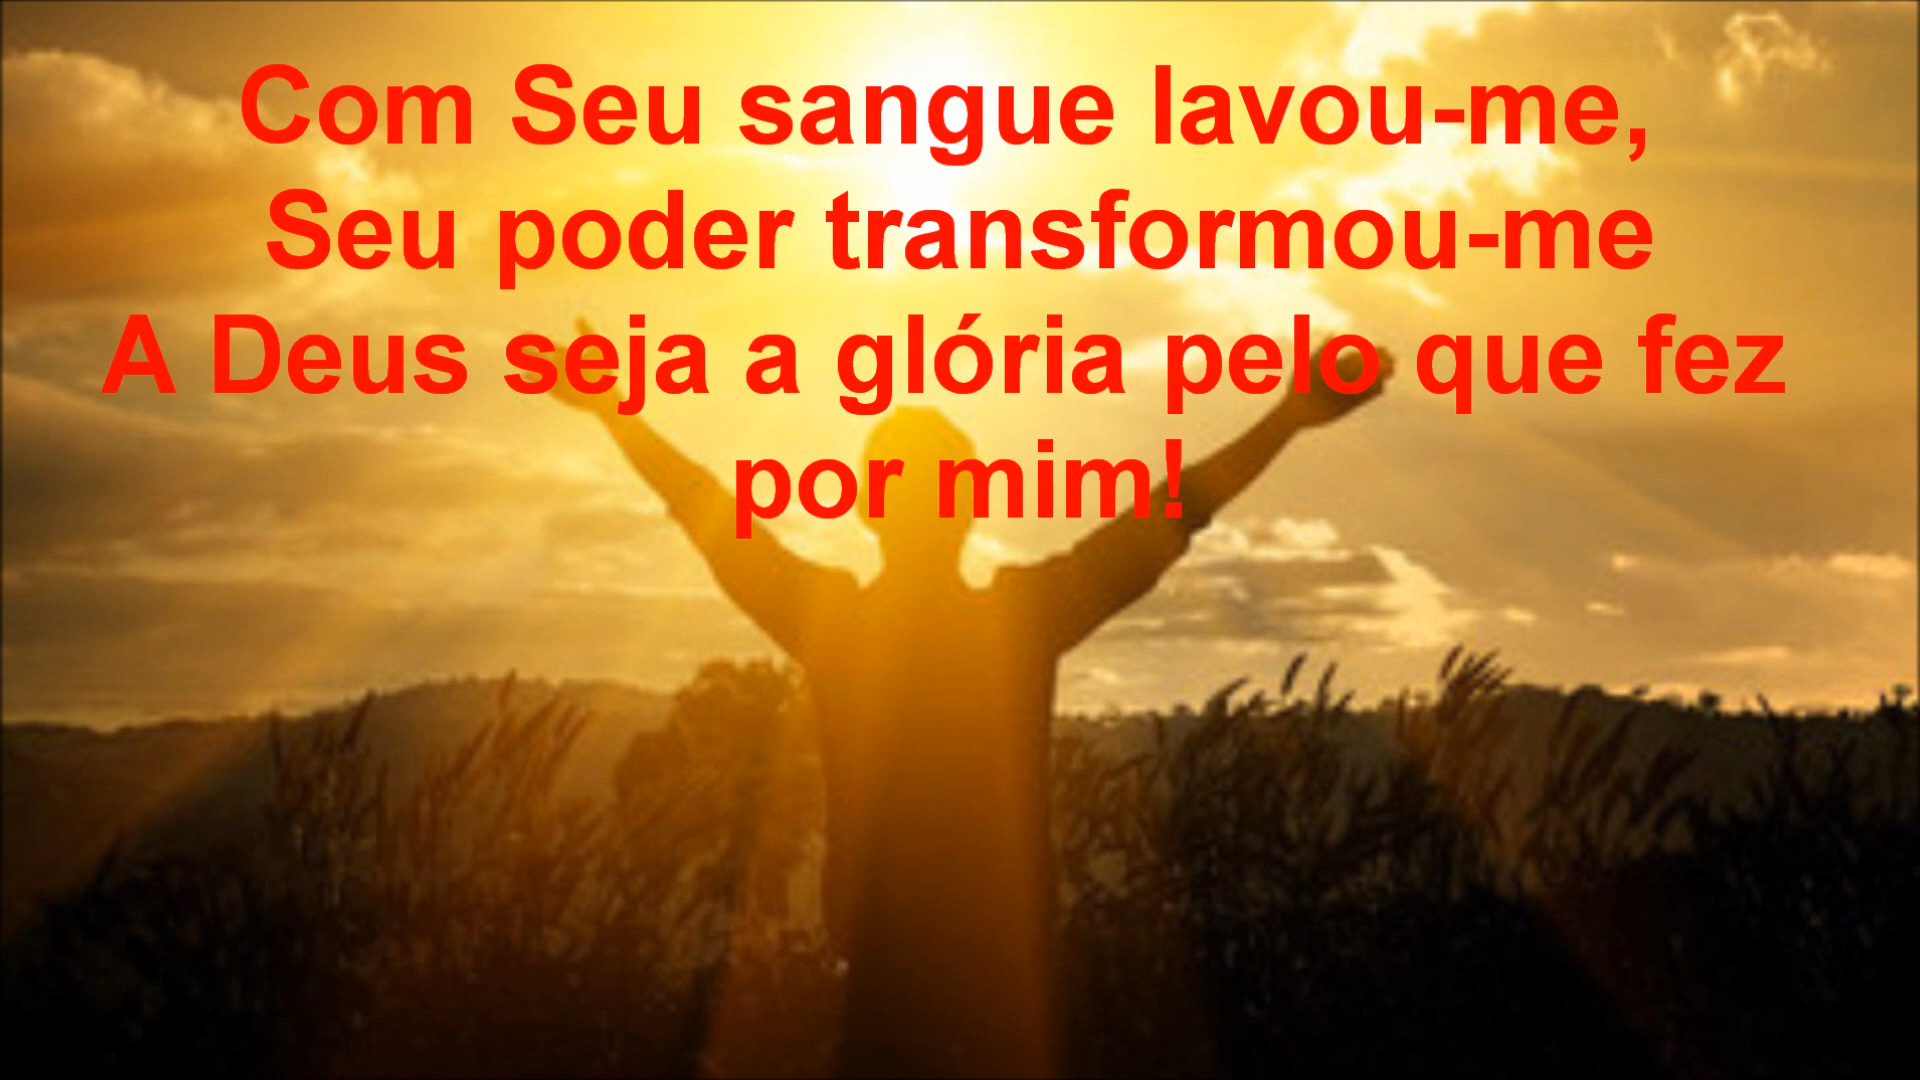 Com Seu sangue lavou-me,
Seu poder transformou-me
A Deus seja a glória pelo que fez
por mim!